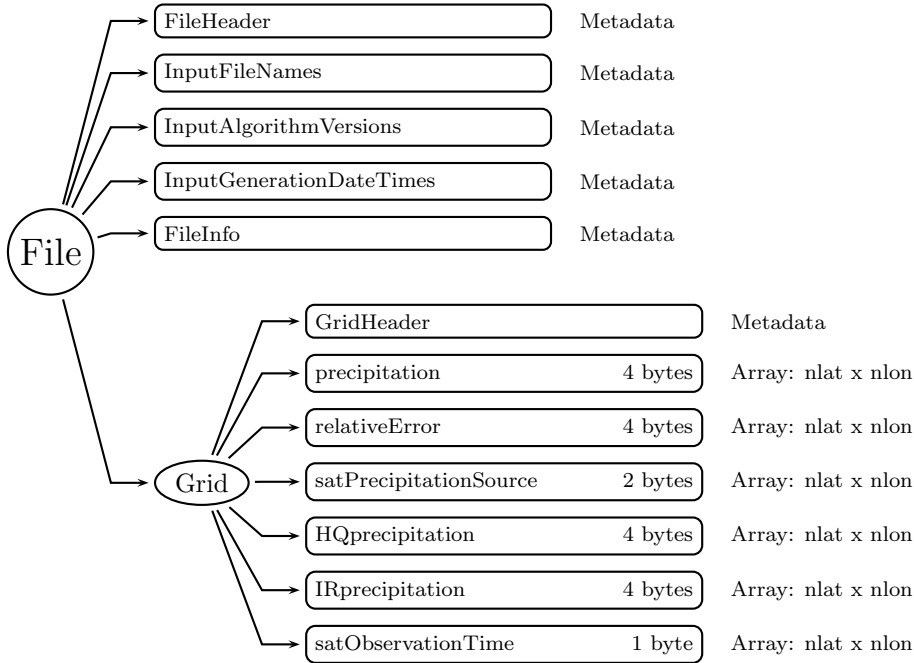 FileHeader Metadata
InputFileNames Metadata
InputAlgorithmVersions Metadata
InputGenerationDateTimes Metadata
FileInfo Metadata
File
GridHeader Metadata
precipitation 4 bytes Array: nlat x nlon
relativeError 4 bytes Array: nlat x nlon
Grid
satPrecipitationSource 2 bytes Array: nlat x nlon
HQprecipitation 4 bytes Array: nlat x nlon
IRprecipitation 4 bytes Array: nlat x nlon
satObservationTime 1 byte Array: nlat x nlon